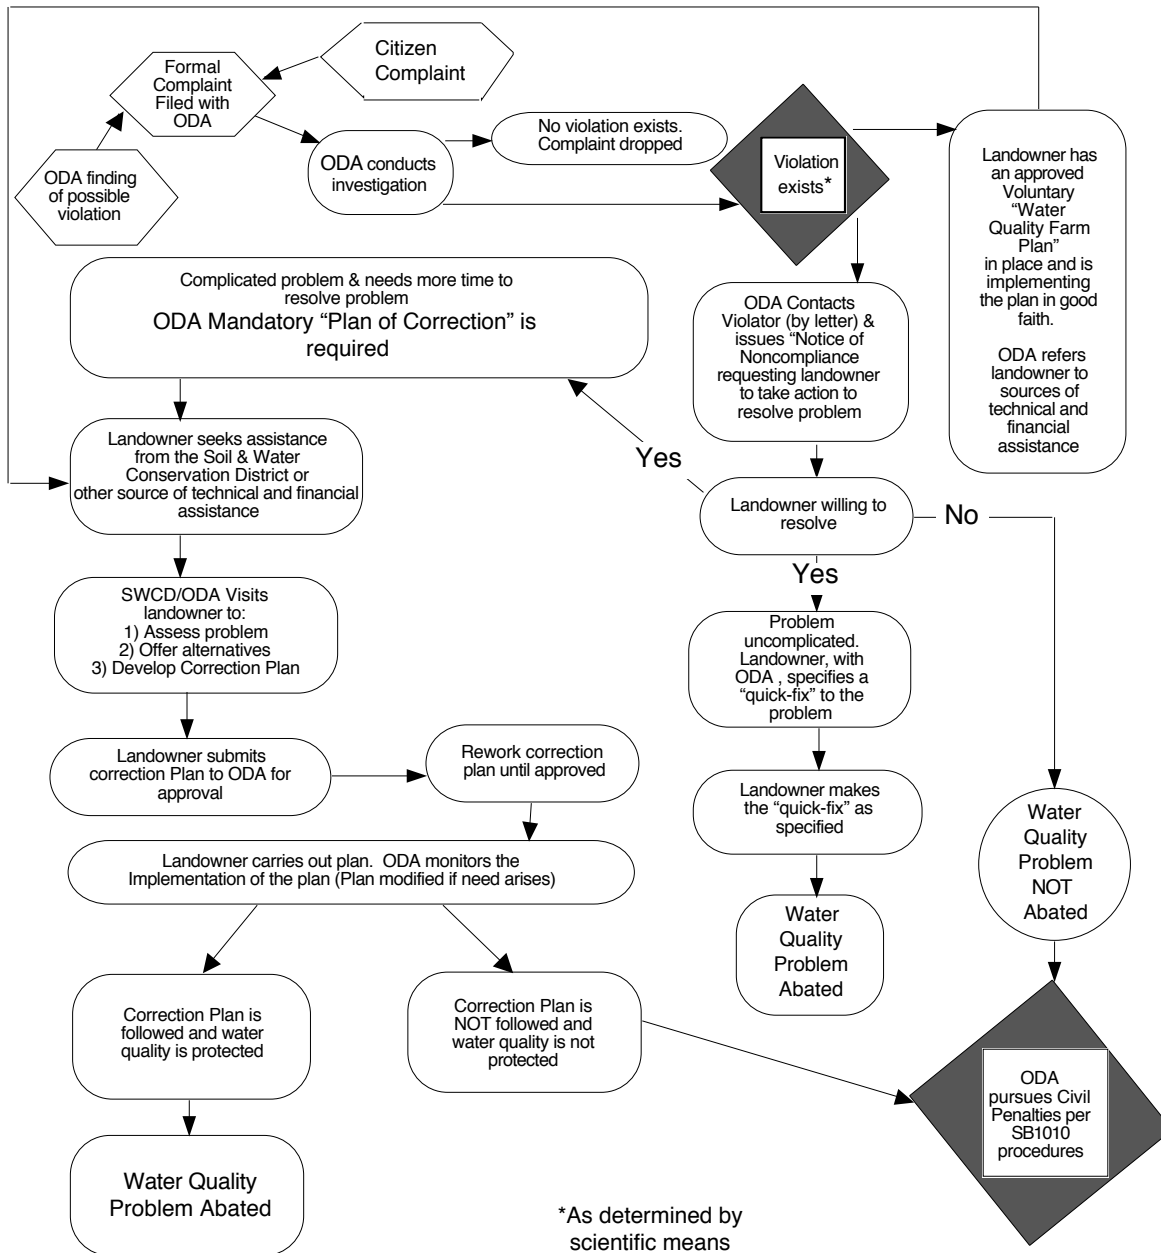 Citizen
Complaint
Formal
Complaint
Filed with
ODA
ODA finding
of possible
violation
ODA conducts
investigation
No violation exists.
Complaint dropped
Violation
exists*
Landowner has
an approved
Voluntary
“Water
Quality Farm
Plan”
in place and is
implementing
the plan in good
faith.
ODA refers
landowner to
sources of
technical and
financial
assistance
ODA Contacts
Violator (by letter) &
issues “Notice of
Noncompliance
requesting landowner
to take action to
resolve problem
Complicated problem & needs more time to
resolve problem
ODA Mandatory “Plan of Correction” is
required
Yes
Landowner willing to
resolve
No
Yes
Landowner seeks assistance
from the Soil & Water
Conservation District or
other source of technical and financial
assistance
SWCD/ODA Visits
landowner to:
1) Assess problem
2) Offer alternatives
3) Develop Correction Plan
Landowner submits
correction Plan to ODA for
approval
Rework correction
plan until approved
Landowner carries out plan.  ODA monitors the
Implementation of the plan (Plan modified if need arises)
Correction Plan is
followed and water
quality is protected
Correction Plan is
NOT followed and
water quality is not
protected
Water Quality
Problem Abated
Problem
uncomplicated.
Landowner, with
ODA , specifies a
“quick-fix” to the
problem
Landowner makes
the “quick-fix” as
specified
Water
Quality
Problem
Abated
Water
Quality
Problem
NOT
Abated
ODA
pursues Civil
Penalties per
SB1010
procedures
*As determined by
scientific means